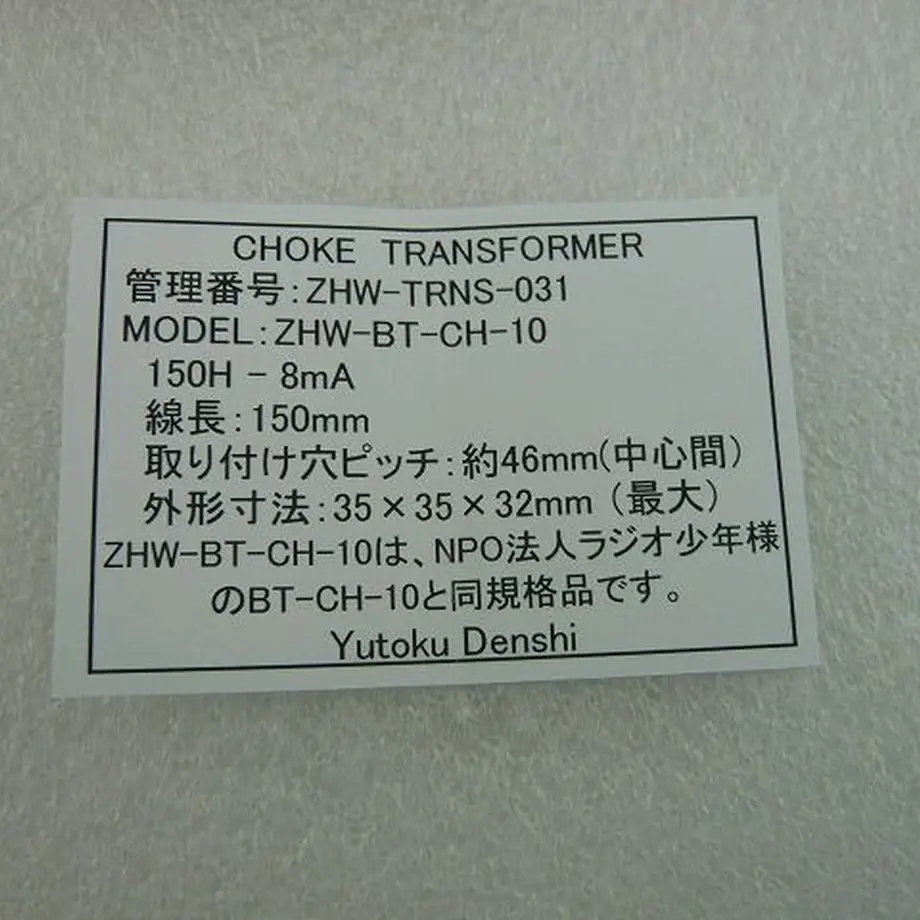 CHOKE TRANSFORMER
管理番号：ZHW-TRNS-031
MODEL：ZHW-BT-CH-10
150H - 8mA
線長：150mm
取り付け穴ピッチ：約46mm(中心間)
外形寸法：35×35×32mm (最大)
ZHW-BT-CH-10は、NPO法人ラジオ少年様
のBT-CH-10と同規格品です。
Yutoku Denshi